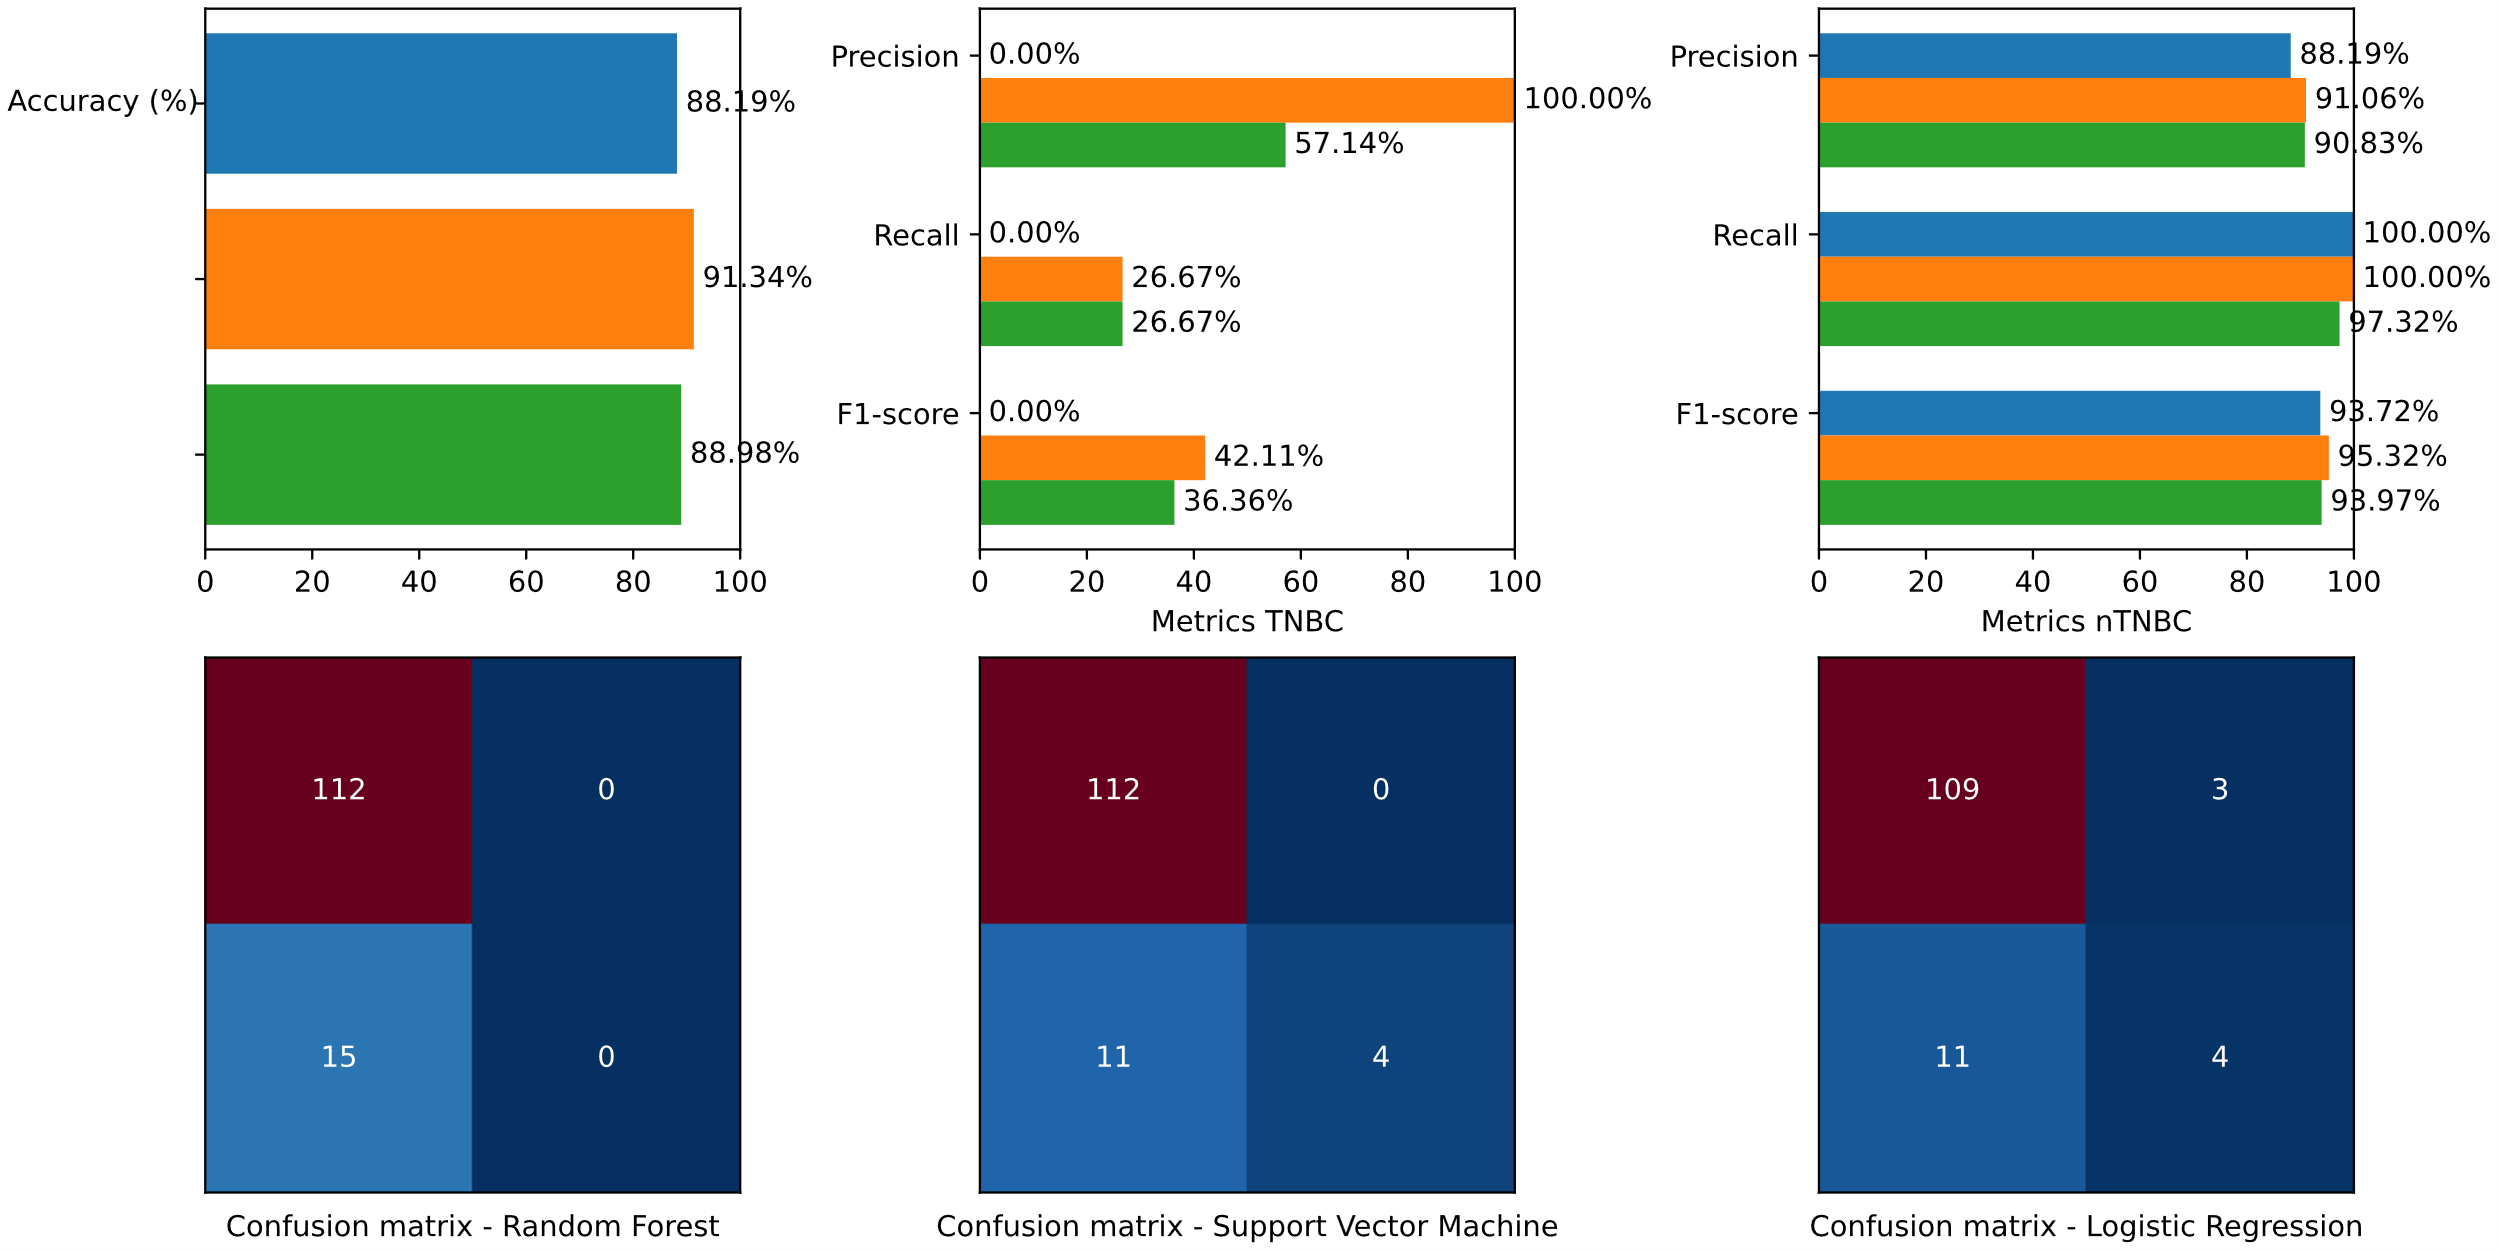 Accuracy (%)
88.19%
91.34%
88.98%
0 20 40 60 80 100
Precision
0.00%
100.00%
57.14%
Recall
0.00%
26.67%
26.67%
F1-score
0.00%
42.11%
36.36%
0 20 40 60 80 100
Metrics TNBC
Precision
88.19%
91.06%
90.83%
Recall
100.00%
100.00%
97.32%
F1-score
93.72%
95.32%
93.97%
0 20 40 60 80 100
Metrics nTNBC
112 0
15 0
Confusion matrix - Random Forest
112 0
11 4
Confusion matrix - Support Vector Machine
109 3
11 4
Confusion matrix - Logistic Regression